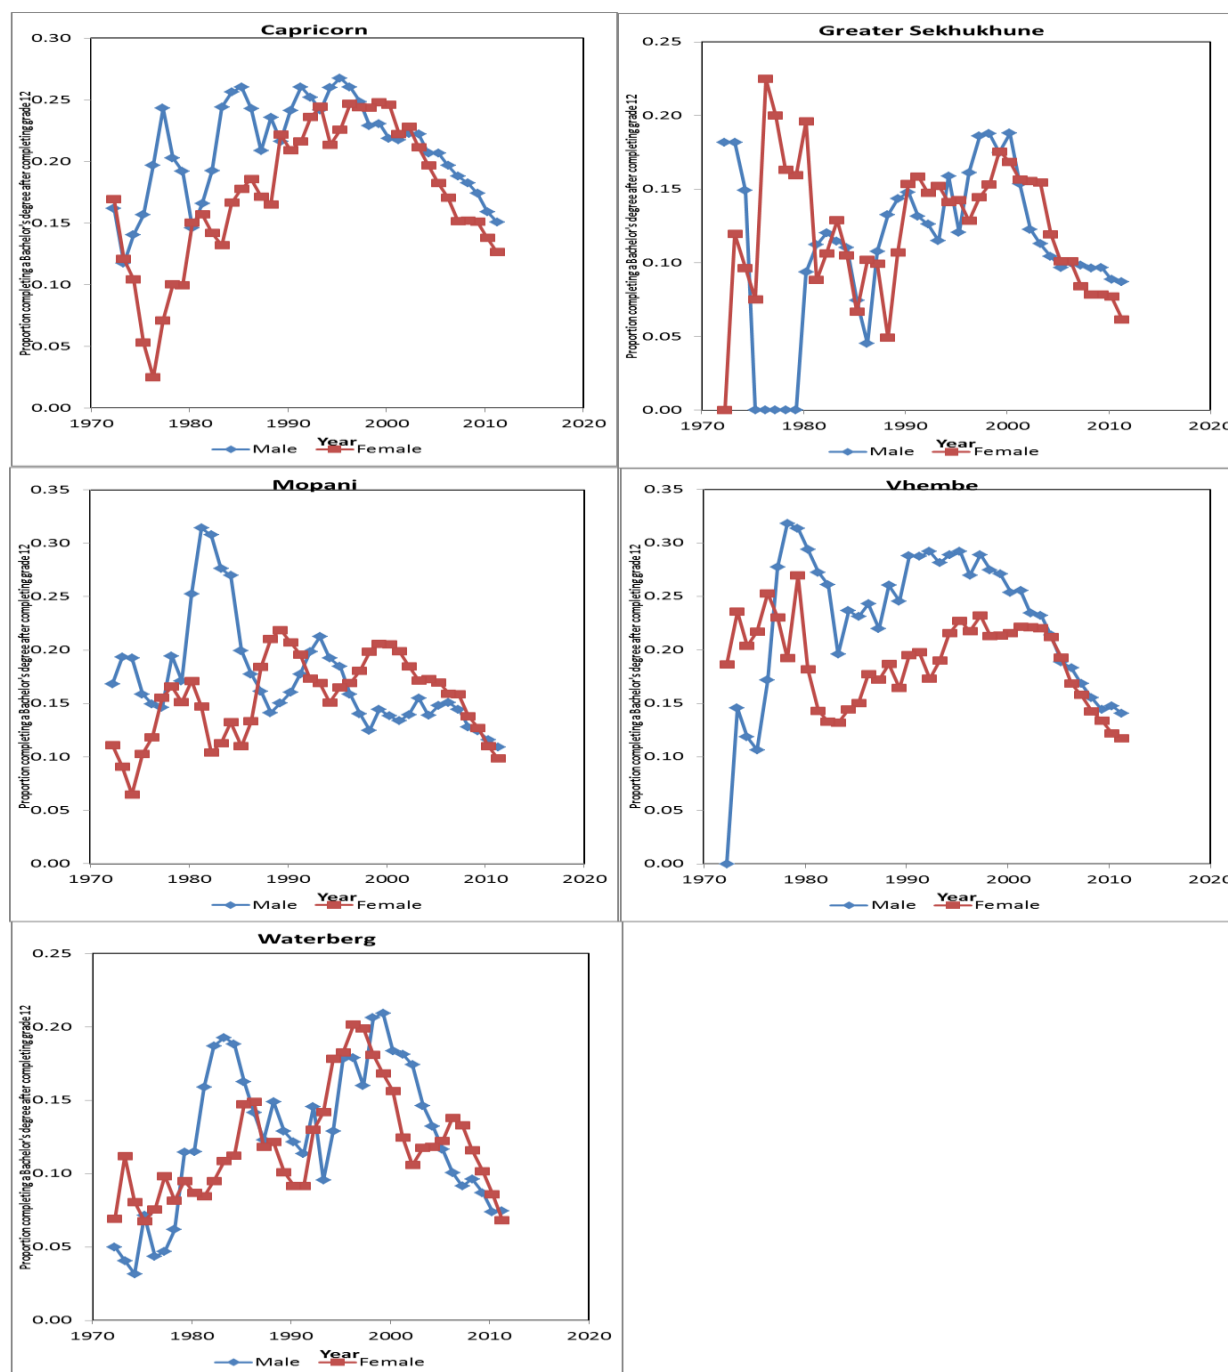 Capricorn
Proportion completing a Bachelor's degree after completing grade 12
0.30
0.25
0.20
0.15
0.10
0.05
0.00
1970 1980 1990 2000 2010 2020
Year
Male Female
Greater Sekhukhune
Proportion completing a Bachelor's degree after completing grade 12
0.25
0.20
0.15
0.10
0.05
0.00
1970 1980 1990 2000 2010 2020
Year
Male Female
Mopani
Proportion completing a Bachelor's degree after completing grade 12
0.35
0.30
0.25
0.20
0.15
0.10
0.05
0.00
1970 1980 1990 2000 2010 2020
Year
Male Female
Vhembe
Proportion completing a Bachelor's degree after completing grade 12
0.35
0.30
0.25
0.20
0.15
0.10
0.05
0.00
1970 1980 1990 2000 2010 2020
Year
Male Female
Waterberg
Proportion completing a Bachelor's degree after completing grade 12
0.25
0.20
0.15
0.10
0.05
0.00
1970 1980 1990 2000 2010 2020
Year
Male Female